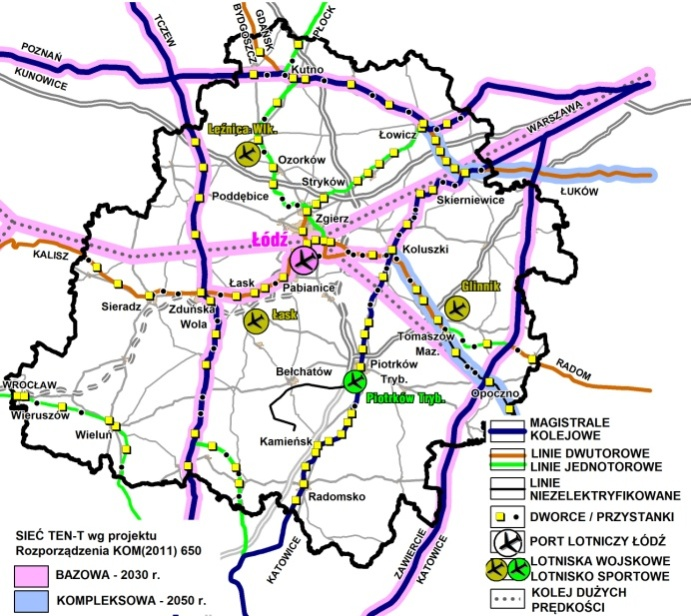 GDAŃSK
BYDGOSZCZ
PŁOCK
TCZEW
POZNAŃ
KUNOWICE
Kutno
WARSZAWA
Łowicz
Leźnica Wlk.
Ozorków
Stryków
ŁUKÓW
Poddębice
Skierniewice
Zgierz
Łódź
KALISZ
Koluszki
Łask
Pabianice
Glinnik
Sieradz
Zduńska
Wola
Łask
Tomaszów
Maz.
Piotrków
Tryb.
Bełchatów
RADOM
WROCŁAW
Piotrków Tryb.
Opoczno
Wieruszów
Wieluń
Kamieńsk
Radomsko
KATOWICE
ZAWIERCIE
KATOWICE
MAGISTRALE
KOLEJOWE
LINIE DWUTOROWE
LINIE JEDNOTOROWE
LINIE
NIEZELEKTRYFIKOWANE
DWORCE / PRZYSTANKI
PORT LOTNICZY ŁÓDŹ
LOTNISKA WOJSKOWE
LOTNISKO SPORTOWE
KOLEJ DUŻYCH
PRĘDKOŚCI
SIEĆ TEN-T wg projektu
Rozporządzenia KOM(2011) 650
BAZOWA - 2030 r.
KOMPLEKSOWA - 2050 r.